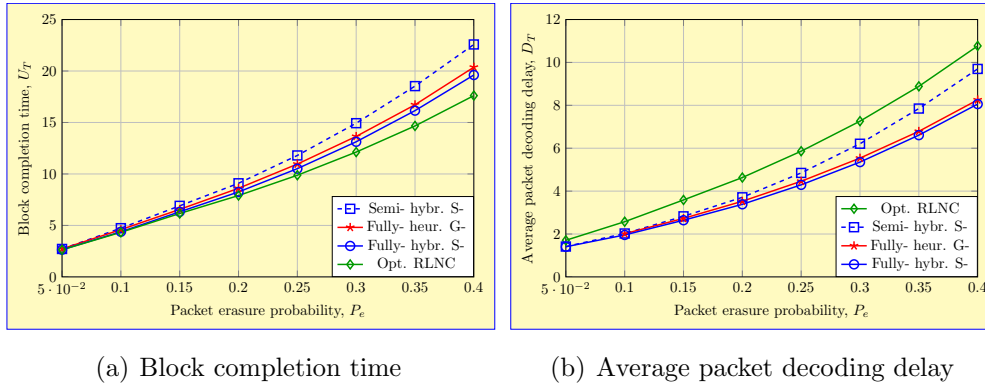 25
20
15
10
5
0
Block completion time, U_T
5 · 10^-2
0.1
0.15
0.2
0.25
0.3
0.35
0.4
Packet erasure probability, P_e
Semi- hybr. S-
Fully- heur. G-
Fully- hybr. S-
Opt. RLNC
(a) Block completion time
12
10
8
6
4
2
0
Average packet decoding delay, D_T
5 · 10^-2
0.1
0.15
0.2
0.25
0.3
0.35
0.4
Packet erasure probability, P_e
Opt. RLNC
Semi- hybr. S-
Fully- heur. G-
Fully- hybr. S-
(b) Average packet decoding delay